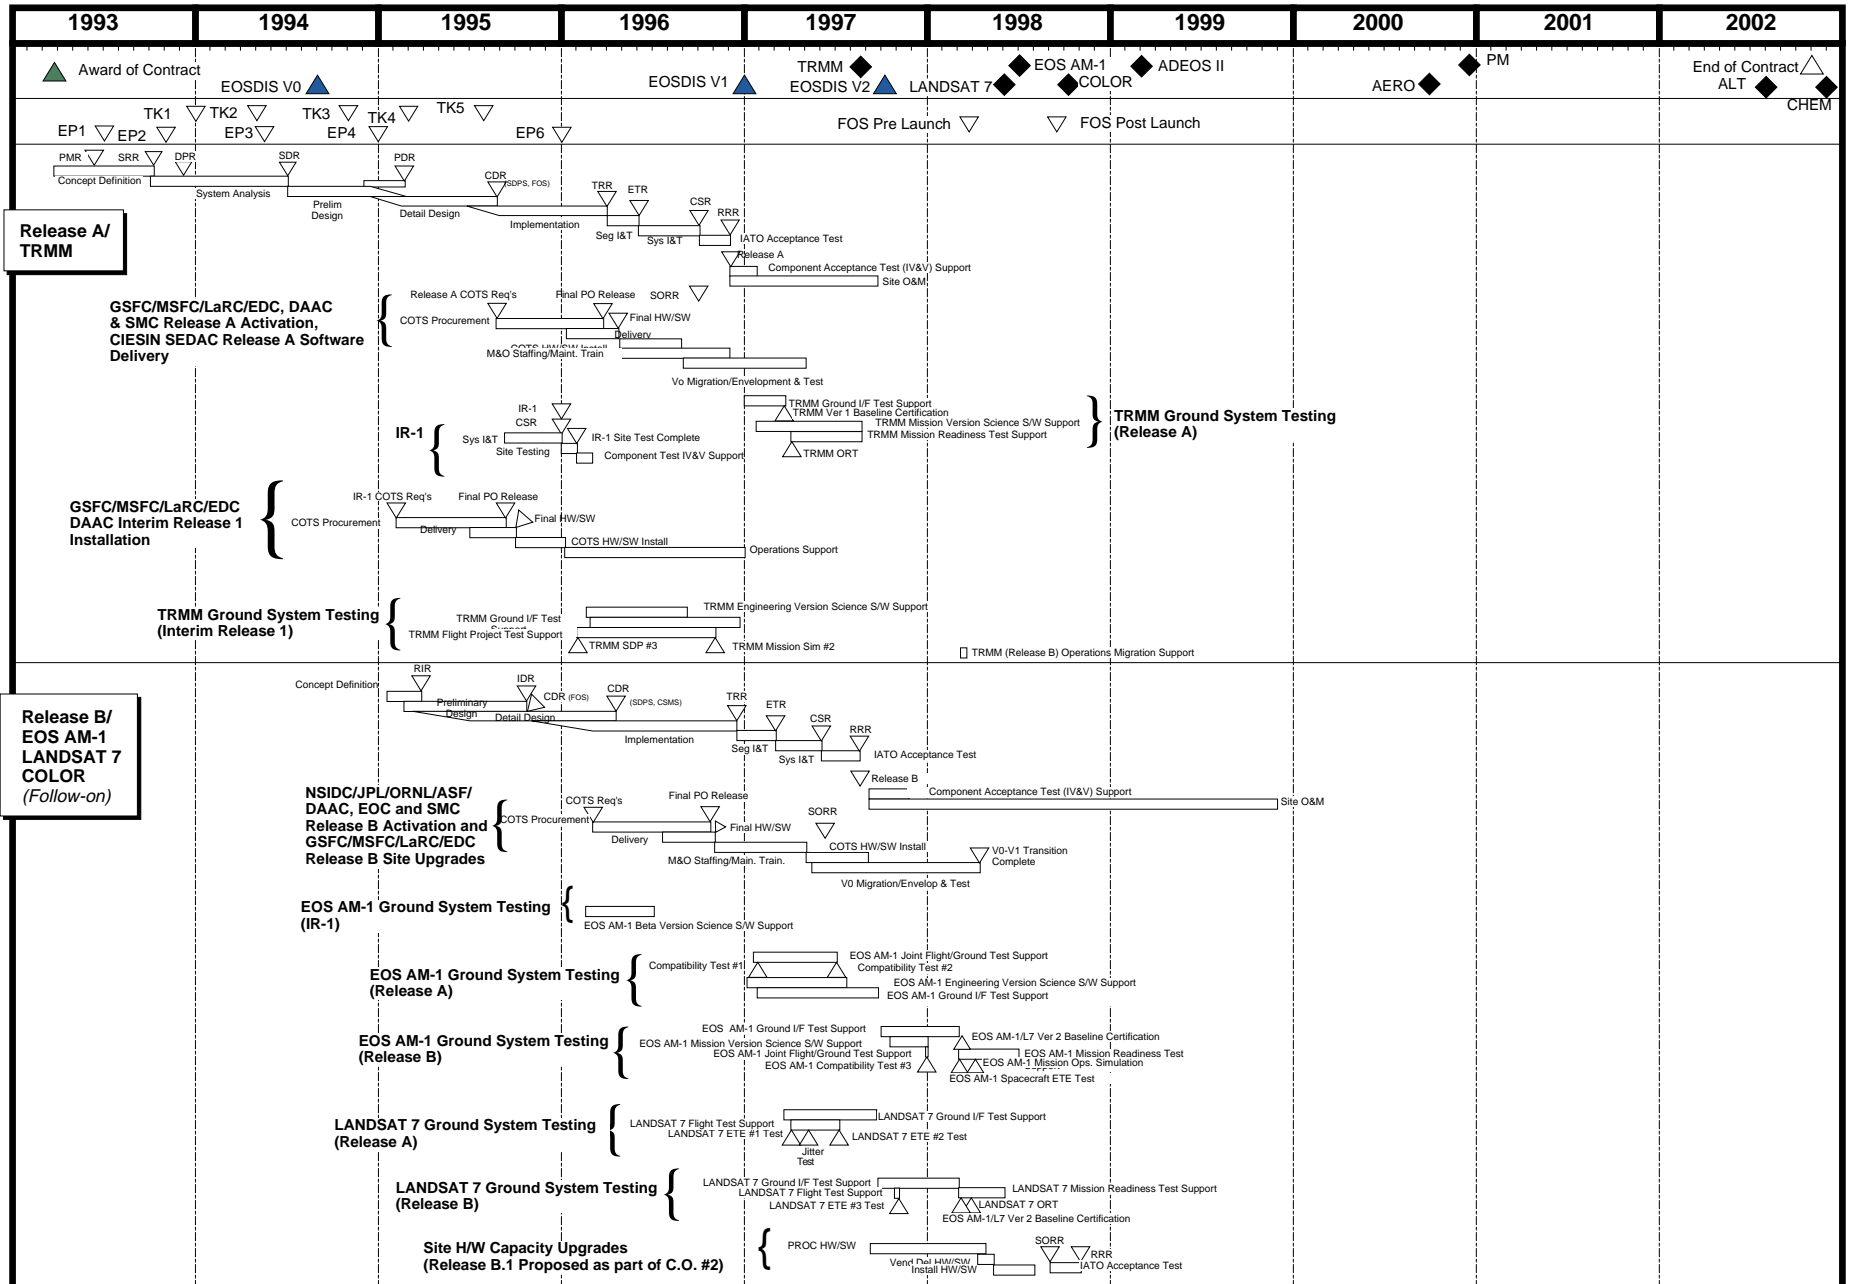 1993 1994 1995 1996 1997 1998 1999 2000 2001 2002
Award of Contract
EOSDIS V0
EOSDIS V1
TRMM
EOSDIS V2
LANDSAT 7
EOS AM-1
COLOR
ADEOS II
AERO
PM
End of Contract
ALT
CHEM
TK1 TK2 TK3 TK4 TK5
EP1 EP2 EP3 EP4 EP6
FOS Pre Launch
FOS Post Launch
PMR SRR DPR SDR PDR
Concept Definition
System Analysis
Prelim
Design
CDR
(SDPS, FOS)
Detail Design
TRR ETR
Implementation
CSR
RRR
Seg I&T
Sys I&T
IATO Acceptance Test
Release A/
TRMM
Release A
Component Acceptance Test (IV&V) Support
Site O&M
GSFC/MSFC/LaRC/EDC, DAAC
& SMC Release A Activation,
CIESIN SEDAC Release A Software
Delivery
Release A COTS Req's
Final PO Release
SORR
COTS Procurement
Final HW/SW
Delivery
COTS HW/SW Install
M&O Staffing/Maint. Train
Vo Migration/Envelopment & Test
IR-1
IR-1
CSR
Sys I&T
IR-1 Site Test Complete
Site Testing
Component Test IV&V Support
TRMM Ground I/F Test Support
TRMM Ver 1 Baseline Certification
TRMM Mission Version Science S/W Support
TRMM Mission Readiness Test Support
TRMM ORT
TRMM Ground System Testing
(Release A)
GSFC/MSFC/LaRC/EDC
DAAC Interim Release 1
Installation
IR-1 COTS Req's
Final PO Release
COTS Procurement
Final HW/SW
Delivery
COTS HW/SW Install
Operations Support
TRMM Ground System Testing
(Interim Release 1)
TRMM Engineering Version Science S/W Support
TRMM Ground I/F Test
Support
TRMM Flight Project Test Support
TRMM SDP #3
TRMM Mission Sim #2
TRMM (Release B) Operations Migration Support
Release B/
EOS AM-1
LANDSAT 7
COLOR
(Follow-on)
RIR
Concept Definition
IDR
Preliminary
Design
CDR (FOS)
Detail Design
CDR
(SDPS, CSMS)
TRR
ETR
CSR
RRR
Implementation
Seg I&T
Sys I&T
IATO Acceptance Test
Release B
Component Acceptance Test (IV&V) Support
Site O&M
NSIDC/JPL/ORNL/ASF/
DAAC, EOC and SMC
Release B Activation and
GSFC/MSFC/LaRC/EDC
Release B Site Upgrades
COTS Req's
Final PO Release
COTS Procurement
SORR
Final HW/SW
Delivery
COTS HW/SW Install
M&O Staffing/Main. Train.
V0-V1 Transition
Complete
V0 Migration/Envelop & Test
EOS AM-1 Ground System Testing
(IR-1)
EOS AM-1 Beta Version Science S/W Support
EOS AM-1 Ground System Testing
(Release A)
EOS AM-1 Joint Flight/Ground Test Support
Compatibility Test #1
Compatibility Test #2
EOS AM-1 Engineering Version Science S/W Support
EOS AM-1 Ground I/F Test Support
EOS AM-1 Ground System Testing
(Release B)
EOS AM-1 Ground I/F Test Support
EOS AM-1 Mission Version Science S/W Support
EOS AM-1 Joint Flight/Ground Test Support
EOS AM-1 Compatibility Test #3
EOS AM-1/L7 Ver 2 Baseline Certification
EOS AM-1 Mission Readiness Test
Support
EOS AM-1 Mission Ops. Simulation
EOS AM-1 Spacecraft ETE Test
LANDSAT 7 Ground System Testing
(Release A)
LANDSAT 7 Ground I/F Test Support
LANDSAT 7 Flight Test Support
LANDSAT 7 ETE #1 Test
Jitter
Test
LANDSAT 7 ETE #2 Test
LANDSAT 7 Ground System Testing
(Release B)
LANDSAT 7 Ground I/F Test Support
LANDSAT 7 Flight Test Support
LANDSAT 7 ETE #3 Test
LANDSAT 7 Mission Readiness Test Support
LANDSAT 7 ORT
EOS AM-1/L7 Ver 2 Baseline Certification
Site H/W Capacity Upgrades
(Release B.1 Proposed as part of C.O. #2)
PROC HW/SW
Vend Del HW/SW
Install HW/SW
SORR
RRR
IATO Acceptance Test